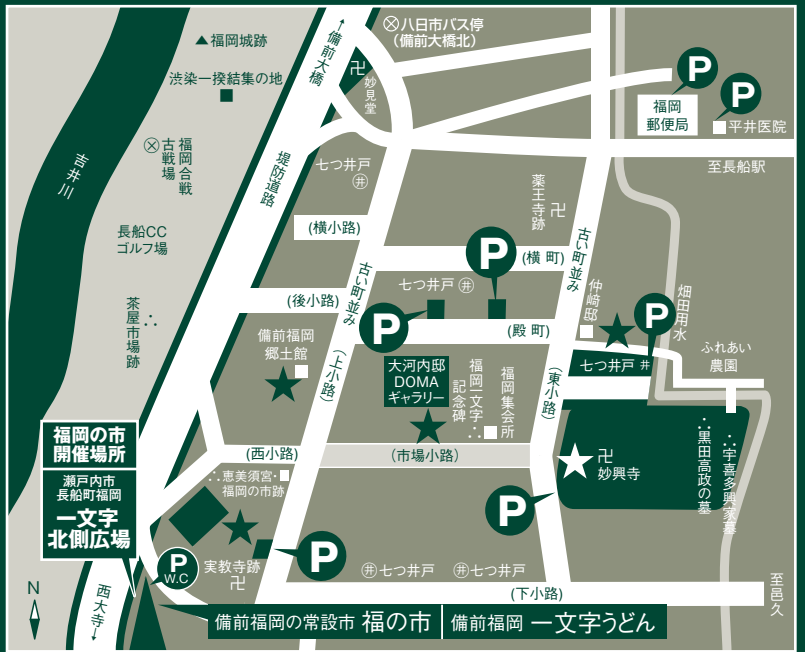 ↑備前大橋
八日市バス停
(備前大橋北)
福岡城跡
渋染一揆結集の地
卍
妙見堂
P
P
福岡
郵便局
平井医院
至長船駅
吉井川
福岡合戦
古戦場
堤防道路
七つ井戸
井
薬王寺跡
卍
長船CC
ゴルフ場
(横小路)
古い町並み
(横 町)
P
古い町並み
七つ井戸 井
仲﨑邸
畑田用水
P
茶屋市場跡
(後小路)
P
(殿 町)
備前福岡
郷土館
(上小路)
大河内邸
DOMA
ギャラリー
福岡一文字
記念碑
福岡集会所
(東小路)
七つ井戸 井
ふれあい
農園
福岡の市
開催場所
瀬戸内市
長船町福岡
一文字
北側広場
(西小路)
(市場小路)
恵美須宮・
福岡の市跡
卍
妙興寺
黒田高政の墓
宇喜多興家墓
P
P
P
W.C
実教寺跡
卍
井 七つ井戸
井 七つ井戸
(下小路)
至邑久
N
西大寺→
備前福岡の常設市 福の市
備前福岡 一文字うどん